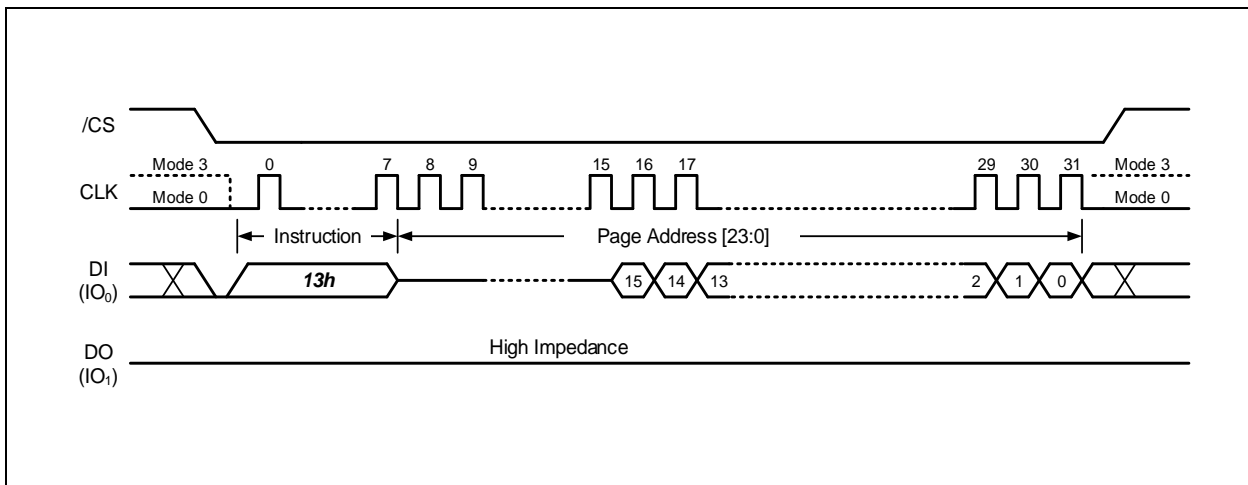 /CS
Mode 3 0 7 8 9 15 16 17 29 30 31 Mode 3
CLK
Mode 0 Mode 0
Instruction Page Address [23:0]
DI
(IO₀)
13h 15 14 13 2 1 0
High Impedance
DO
(IO₁)